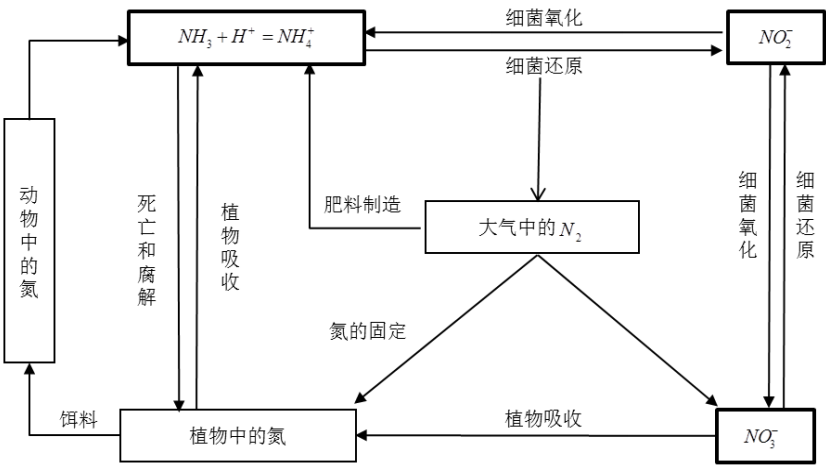 细菌氧化
NH₃ + H⁺ = NH₄⁺
NO₂⁻
细菌还原
动物中的氮
死亡和腐解
植物吸收
肥料制造
大气中的 N₂
细菌氧化
细菌还原
氮的固定
饵料
植物中的氮
植物吸收
NO₃⁻